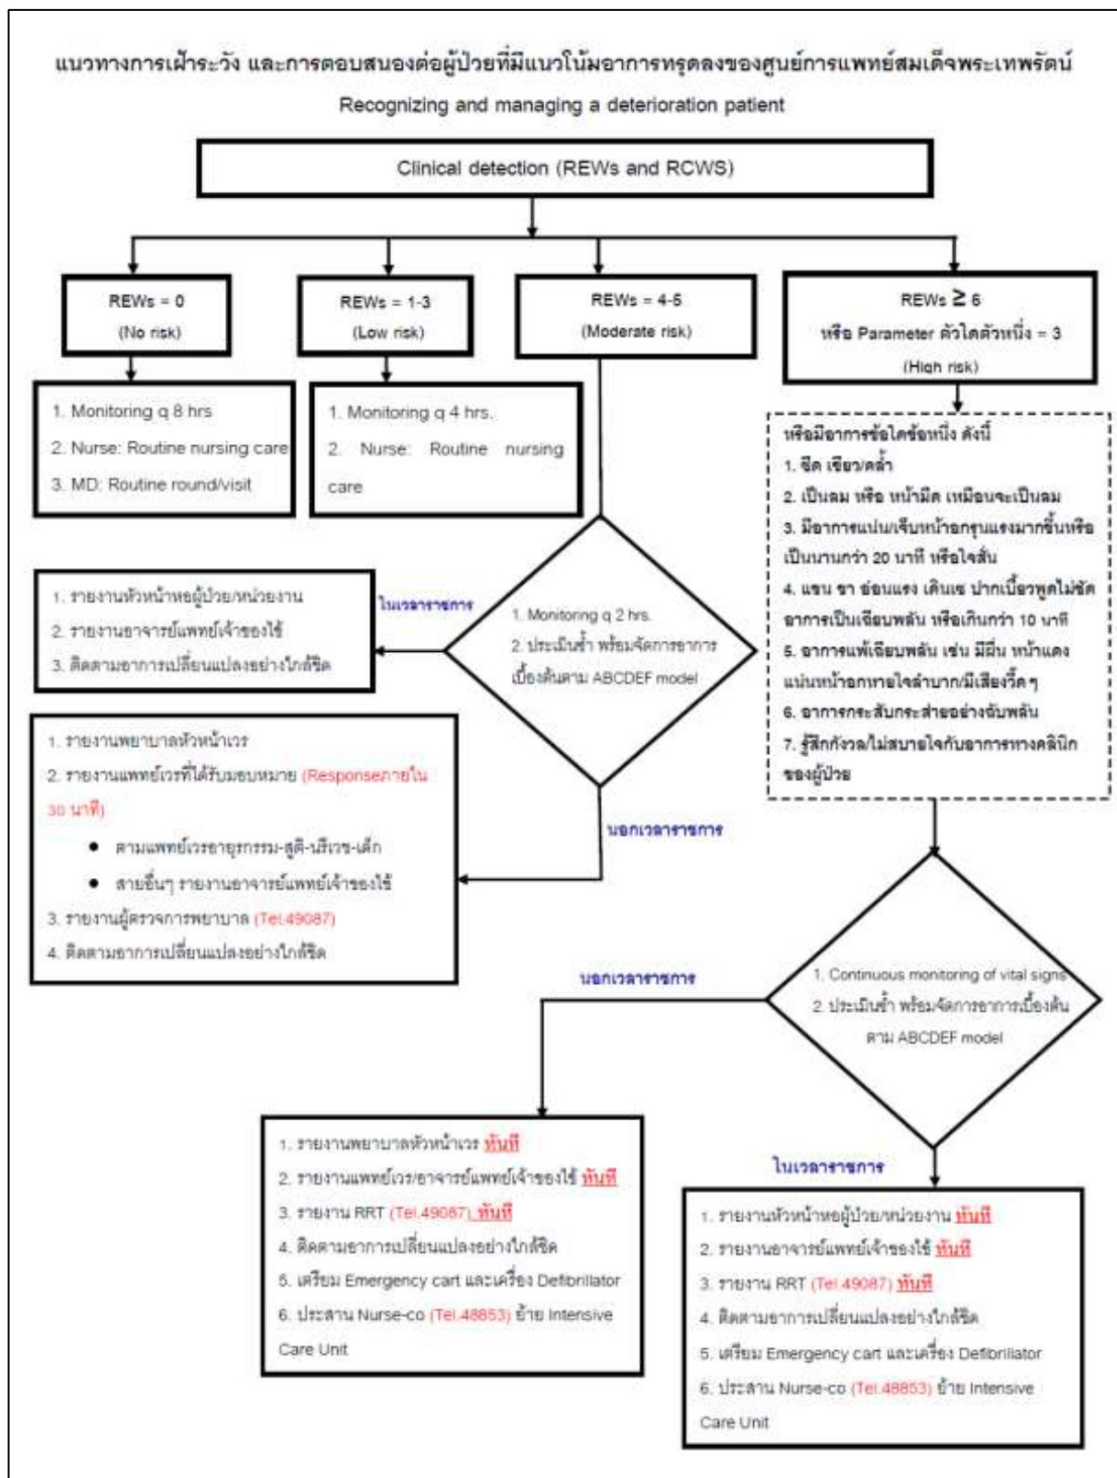 แนวทางการเฝ้าระวัง และการตอบสนองต่อผู้ป่วยที่มีแนวโน้มอาการทรุดลงของศูนย์การแพทย์สมเด็จพระเทพรัตน์
Recognizing and managing a deterioration patient
Clinical detection (REWs and RCWS)
REWs = 0
(No risk)
REWs = 1-3
(Low risk)
REWs = 4-5
(Moderate risk)
REWs ≥ 6
หรือ Parameter ตัวใดตัวหนึ่ง = 3
(High risk)
1. Monitoring q 8 hrs
2. Nurse: Routine nursing care
3. MD: Routine round/visit
1. Monitoring q 4 hrs.
2. Nurse: Routine nursing
care
หรือมีอาการข้อใดข้อหนึ่ง ดังนี้
1. ซีด เขียว/คล้ำ
2. เป็นลม หรือ หน้ามืด เหมือนจะเป็นลม
3. มีอาการแน่น/เจ็บหน้าอกรุนแรงมากขึ้นหรือ
เป็นนานกว่า 20 นาที หรือใจสั่น
4. แขน ขา อ่อนแรง เดินเซ ปากเบี้ยวพูดไม่ชัด
อาการเป็นเฉียบพลัน หรือเกินกว่า 10 นาที
5. อาการแพ้เฉียบพลัน เช่น มีผื่น หน้าแดง
แน่นหน้าอกหายใจลำบาก/มีเสียงวี้ดๆ
6. อาการกระสับกระส่ายอย่างฉับพลัน
7. รู้สึกกังวล/ไม่สบายใจกับอาการทางคลินิก
ของผู้ป่วย
ในเวลาราชการ
1. Monitoring q 2 hrs.
2. ประเมินซ้ำ พร้อมจัดการอาการ
เบื้องต้นตาม ABCDEF model
1. รายงานหัวหน้าหอผู้ป่วย/หน่วยงาน
2. รายงานอาจารย์แพทย์เจ้าของไข้
3. ติดตามอาการเปลี่ยนแปลงอย่างใกล้ชิด
1. รายงานพยาบาลหัวหน้าเวร
2. รายงานแพทย์เวรที่ได้รับมอบหมาย (Responseภายใน
30 นาที)
● ตามแพทย์เวรอายุรกรรม-สูติ-นรีเวช-เด็ก
● สายอื่นๆ รายงานอาจารย์แพทย์เจ้าของไข้
3. รายงานผู้ตรวจการพยาบาล (Tel.49087)
4. ติดตามอาการเปลี่ยนแปลงอย่างใกล้ชิด
นอกเวลาราชการ
นอกเวลาราชการ
1. Continuous monitoring of vital signs
2. ประเมินซ้ำ พร้อมจัดการอาการเบื้องต้น
ตาม ABCDEF model
1. รายงานพยาบาลหัวหน้าเวร ทันที
2. รายงานแพทย์เวร/อาจารย์แพทย์เจ้าของไข้ ทันที
3. รายงาน RRT (Tel.49087) ทันที
4. ติดตามอาการเปลี่ยนแปลงอย่างใกล้ชิด
5. เตรียม Emergency cart และเครื่อง Defibrillator
6. ประสาน Nurse-co (Tel.48853) ย้าย Intensive
Care Unit
ในเวลาราชการ
1. รายงานหัวหน้าหอผู้ป่วย/หน่วยงาน ทันที
2. รายงานอาจารย์แพทย์เจ้าของไข้ ทันที
3. รายงาน RRT (Tel.49087) ทันที
4. ติดตามอาการเปลี่ยนแปลงอย่างใกล้ชิด
5. เตรียม Emergency cart และเครื่อง Defibrillator
6. ประสาน Nurse-co (Tel.48853) ย้าย Intensive
Care Unit